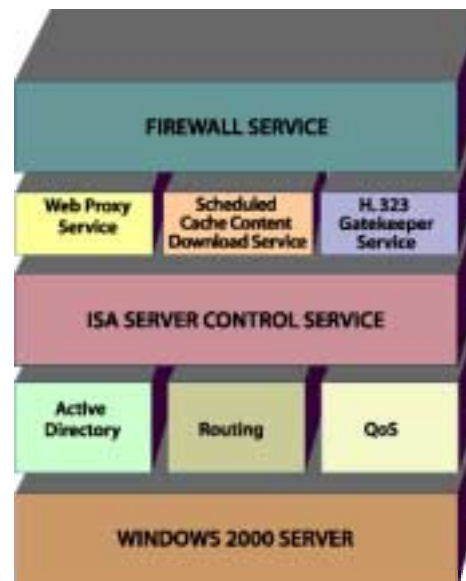 FIREWALL SERVICE
Web Proxy
Service
Scheduled
Cache Content
Download Service
H.323
Gatekeeper
Service
ISA SERVER CONTROL SERVICE
Active
Directory
Routing
QoS
WINDOWS 2000 SERVER